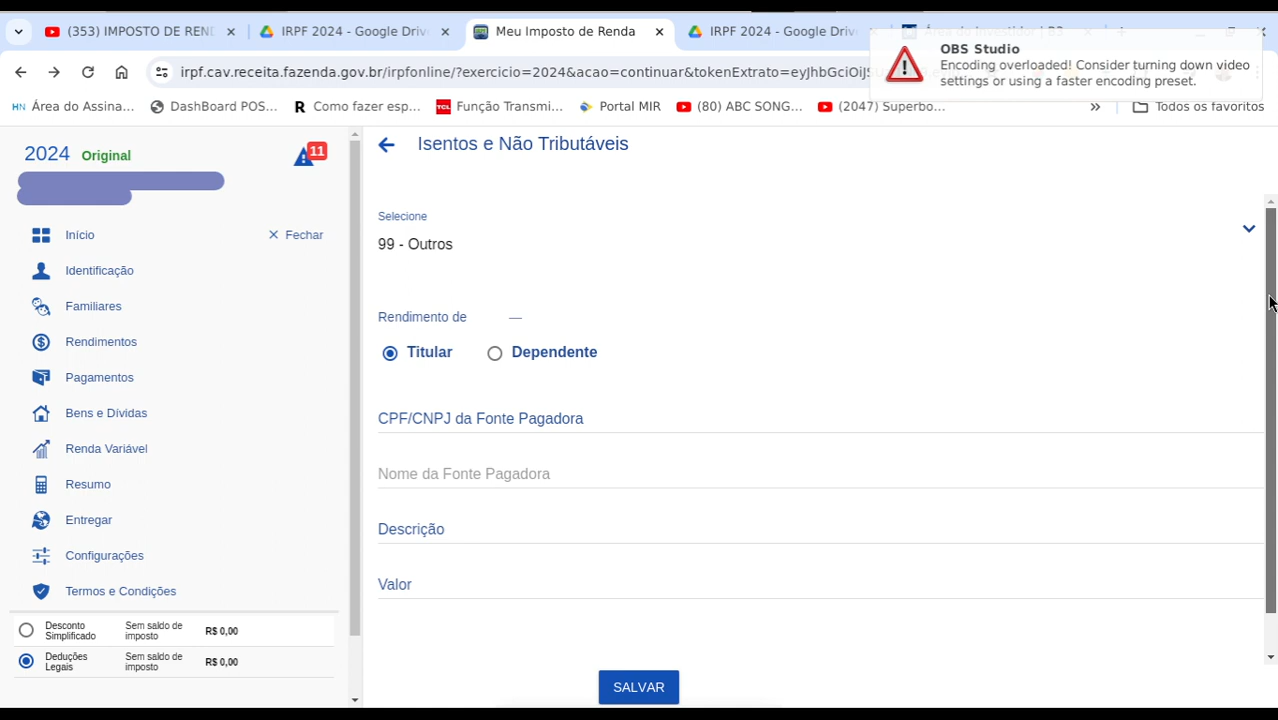 (353) IMPOSTO DE REN
IRPF 2024 - Google Driv
Meu Imposto de Renda
IRPF 2024 - Google Driv
Área do Investidor | B3
OBS Studio
Encoding overloaded! Consider turning down video
settings or using a faster encoding preset.
irpf.cav.receita.fazenda.gov.br/irpfonline/?exercicio=2024&acao=continuar&tokenExtrato=eyJhbGciOiJ
HN Área do Assina...
DashBoard POS...
R Como fazer esp...
TCL Função Transmi...
Portal MIR
(80) ABC SONG...
(2047) Superbo...
»
Todos os favoritos
2024 Original
11
Início
Fechar
Identificação
Familiares
Rendimentos
Pagamentos
Bens e Dívidas
Renda Variável
Resumo
Entregar
Configurações
Termos e Condições
Desconto Simplificado
Sem saldo de imposto
R$ 0,00
Deduções Legais
Sem saldo de imposto
R$ 0,00
Isentos e Não Tributáveis
Selecione
99 - Outros
Rendimento de —
Titular
Dependente
CPF/CNPJ da Fonte Pagadora
Nome da Fonte Pagadora
Descrição
Valor
SALVAR